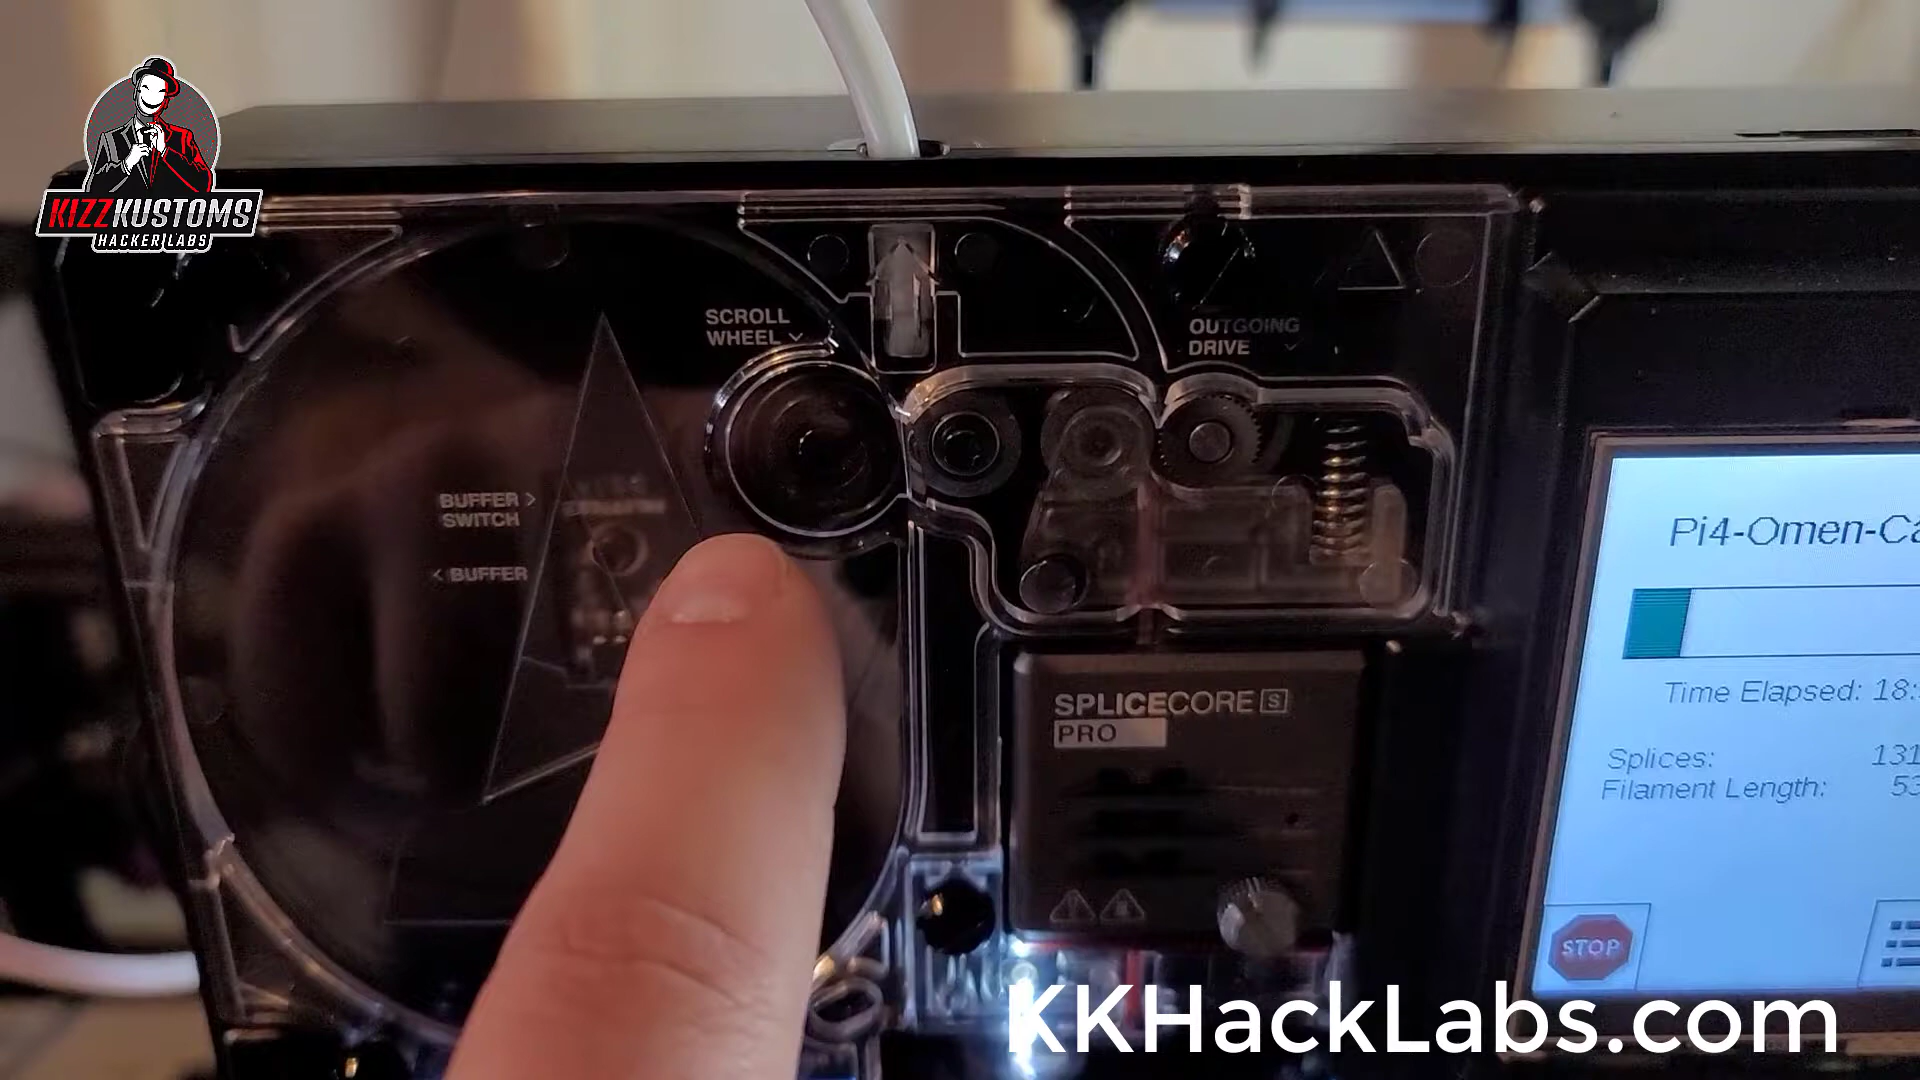 KIZZKUSTOMS
HACKER LABS
SCROLL
WHEEL
OUTGOING
DRIVE
BUFFER >
SWITCH
< BUFFER
SPLICECORE S
PRO
Pi4-Omen-Ca
Time Elapsed: 18:
Splices: 131
Filament Length: 53
STOP
KKHackLabs.com